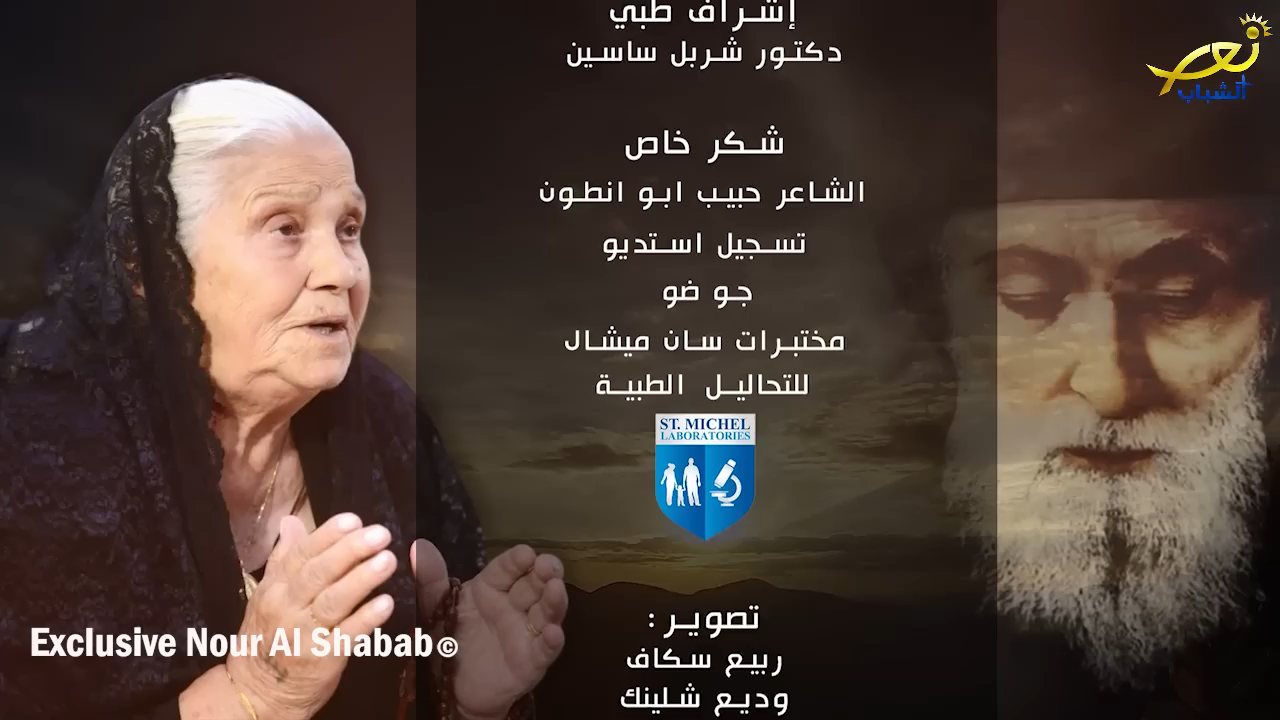 إشراف طبي
دكتور شربل ساسين
شكر خاص
الشاعر حبيب ابو انطون
تسجيل استديو
جو ضو
مختبرات سان ميشال
للتحاليل الطبية
ST. MICHEL
LABORATORIES
تصوير :
ربيع سكاف
وديع شلينك
نور
الشباب
Exclusive Nour Al Shabab©